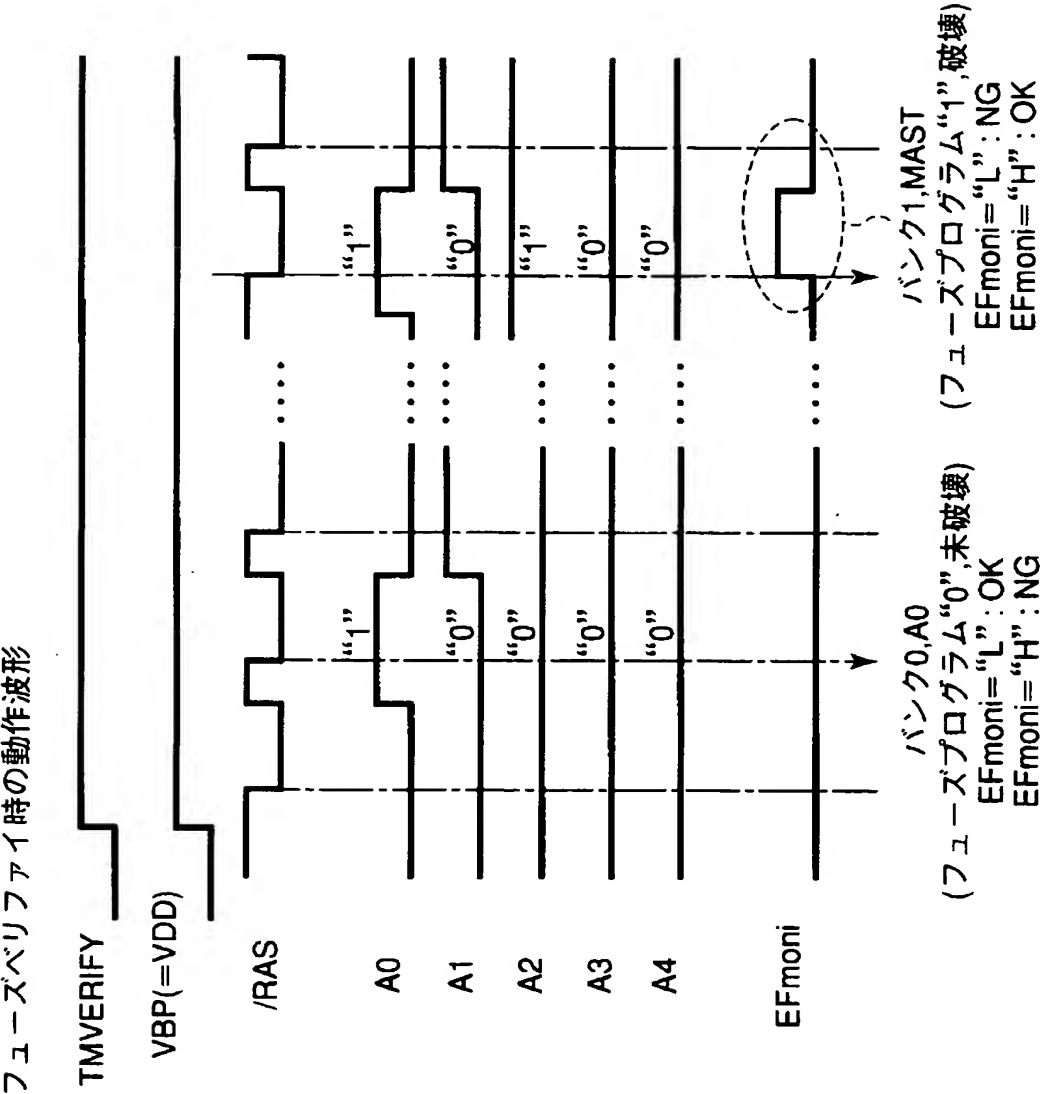 フューズベリファイ時の動作波形
TMVERIFY
VBP(=VDD)
/RAS
A0 “1” ‥‥ “1”
A1 “0” ‥‥ “0”
A2 “0” ‥‥ “1”
A3 “0” ‥‥ “0”
A4 “0” ‥‥ “0”
EFmoni
バンク0,A0
(フューズプログラム“0”,未破壊)
EFmoni=“L” : OK
EFmoni=“H” : NG
バンク1,MAST
(フューズプログラム“1”,破壊)
EFmoni=“L” : NG
EFmoni=“H” : OK